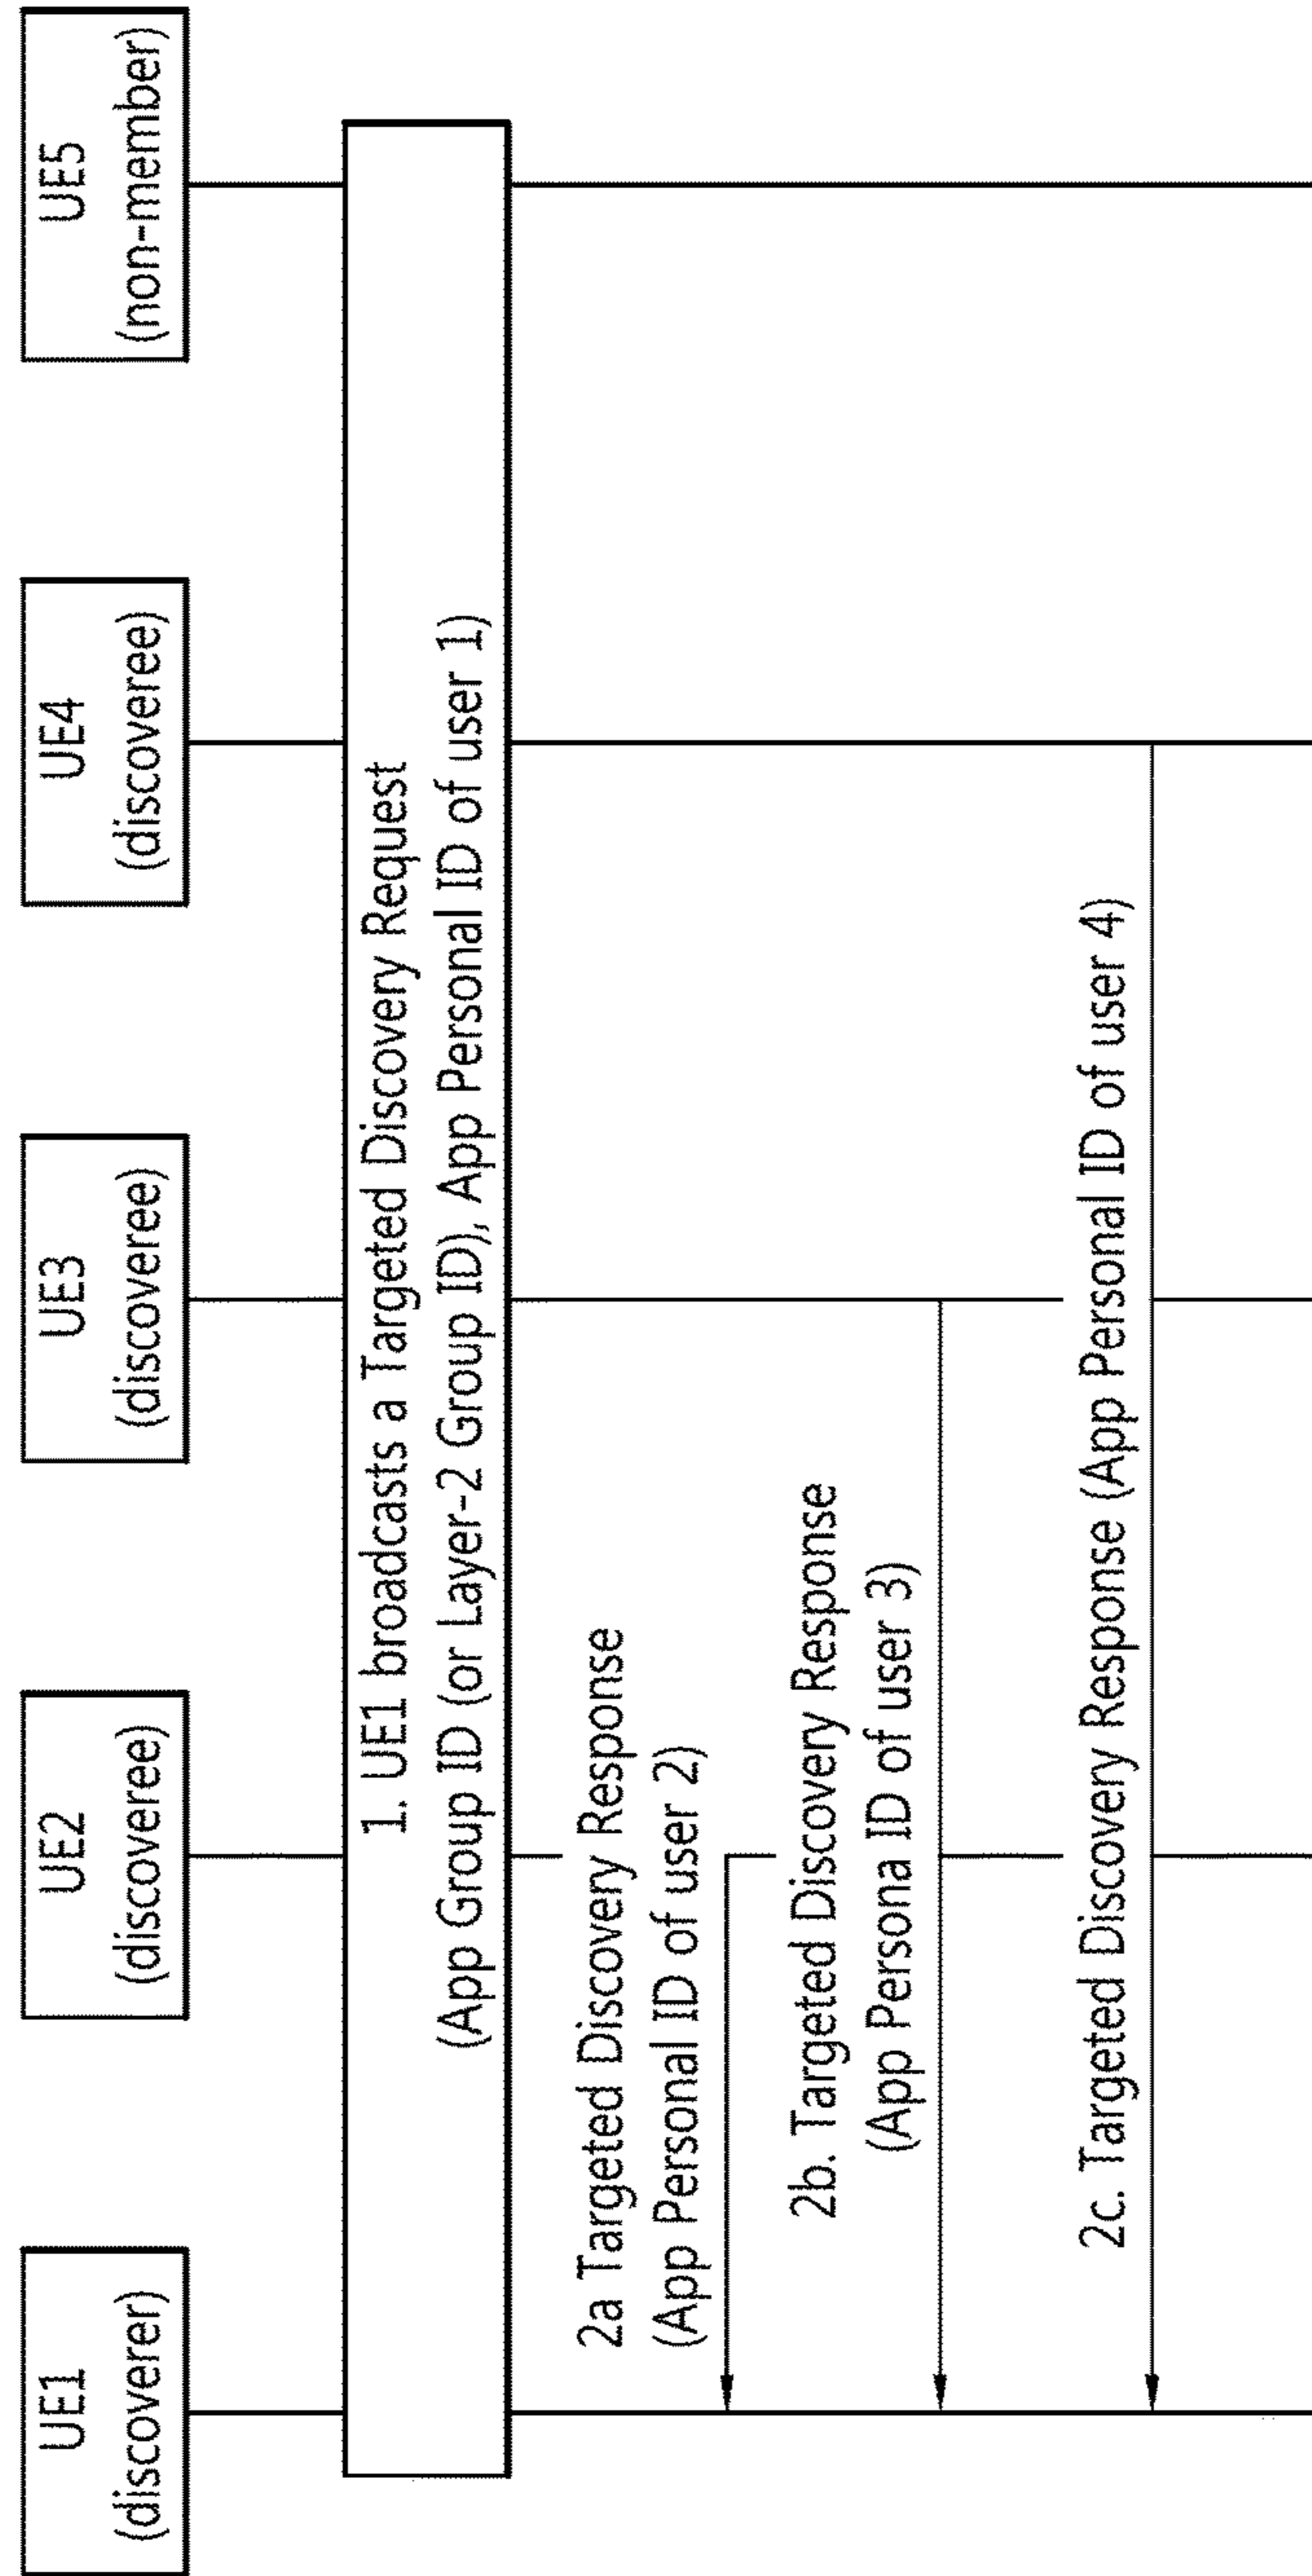 UE1
(discoverer)
UE2
(discoveree)
UE3
(discoveree)
UE4
(discoveree)
UE5
(non-member)
1. UE1 broadcasts a Targeted Discovery Request
(App Group ID (or Layer-2 Group ID), App Personal ID of user 1)
2a Targeted Discovery Response
(App Personal ID of user 2)
2b. Targeted Discovery Response
(App Persona ID of user 3)
2c. Targeted Discovery Response (App Personal ID of user 4)